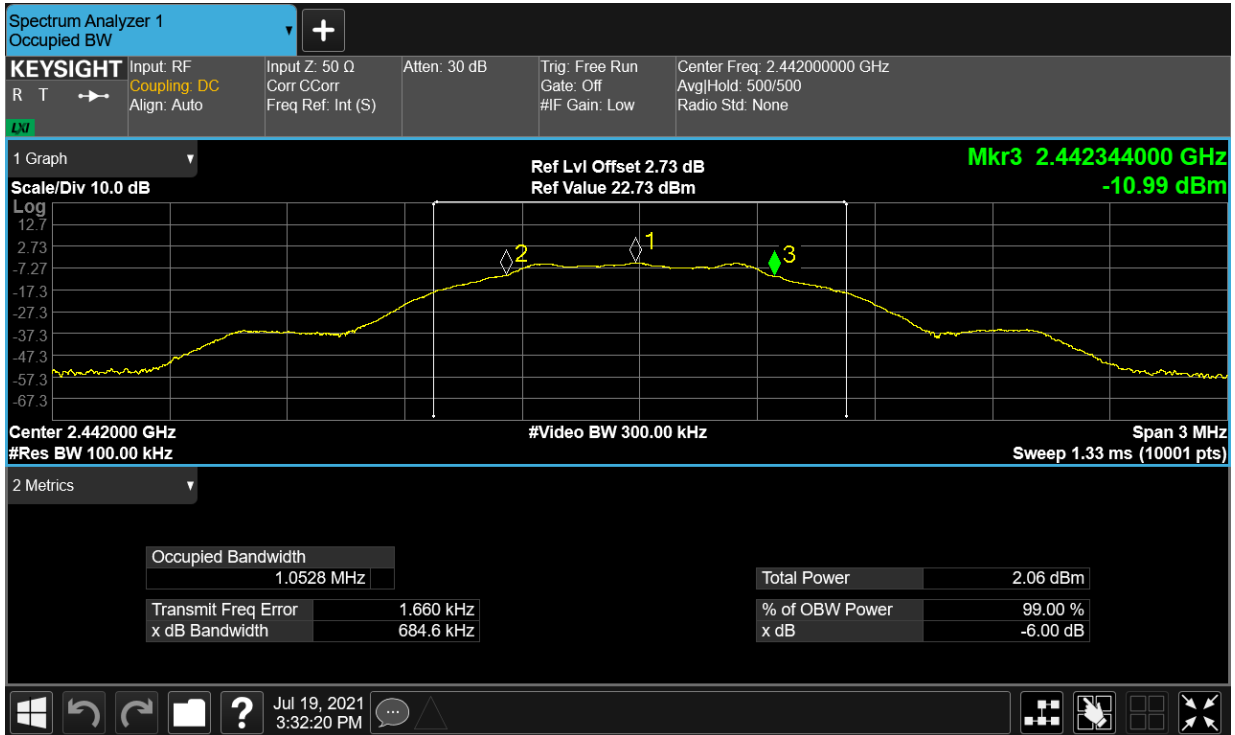 Spectrum Analyzer 1
Occupied BW
+
KEYSIGHT
R T
LXI
Input: RF
Coupling: DC
Align: Auto
Input Z: 50 Ω
Corr CCorr
Freq Ref: Int (S)
Atten: 30 dB
Trig: Free Run
Gate: Off
#IF Gain: Low
Center Freq: 2.442000000 GHz
Avg|Hold: 500/500
Radio Std: None
1 Graph
Scale/Div 10.0 dB
Ref Lvl Offset 2.73 dB
Ref Value 22.73 dBm
Mkr3 2.442344000 GHz
-10.99 dBm
Log
12.7
2.73
-7.27
-17.3
-27.3
-37.3
-47.3
-57.3
-67.3
2
1
3
Center 2.442000 GHz
#Video BW 300.00 kHz
Span 3 MHz
#Res BW 100.00 kHz
Sweep 1.33 ms (10001 pts)
2 Metrics
Occupied Bandwidth
1.0528 MHz
Transmit Freq Error 1.660 kHz
x dB Bandwidth 684.6 kHz
Total Power 2.06 dBm
% of OBW Power 99.00 %
x dB -6.00 dB
?
Jul 19, 2021
3:32:20 PM